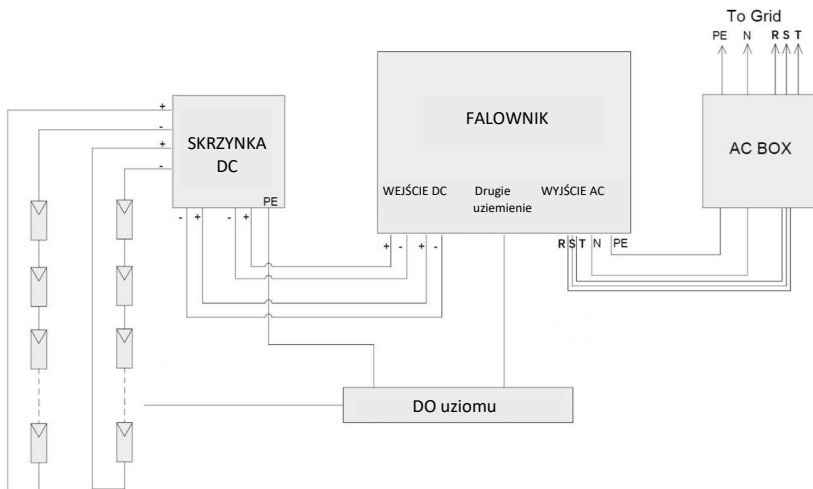 To Grid
PE N R S T
+
-
+
-
SKRZYNKA
DC
PE
- + - +
FALOWNIK
WEJŚCIE DC Drugie WYJŚCIE AC
uziemienie
+ - + -
R S T N PE
AC BOX
DO uziomu